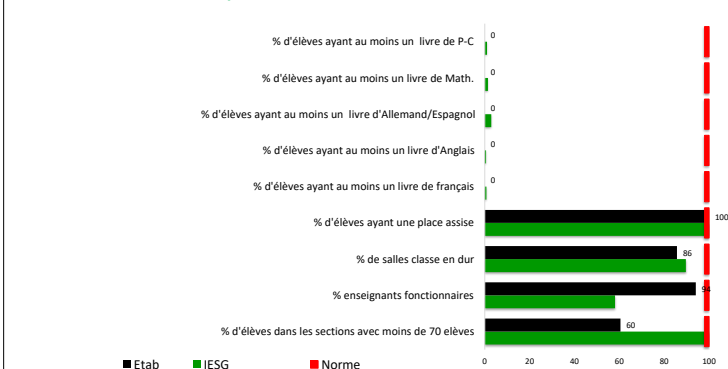 % d'élèves ayant au moins un livre de P-C 0
% d'élèves ayant au moins un livre de Math. 0
% d'élèves ayant au moins un livre d'Allemand/Espagnol 0
% d'élèves ayant au moins un livre d'Anglais 0
% d'élèves ayant au moins un livre de français 0
% d'élèves ayant une place assise 100
% de salles classe en dur 86
% enseignants fonctionnaires 94
% d'élèves dans les sections avec moins de 70 elèves 60
Etab IESG Norme 0 20 40 60 80 100